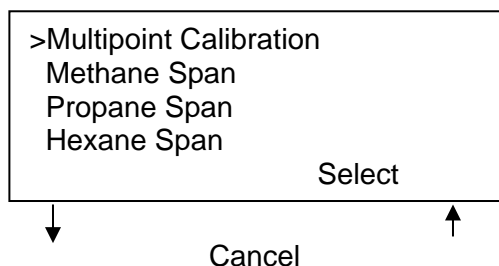 >Multipoint Calibration
Methane Span
Propane Span
Hexane Span
Select
Cancel